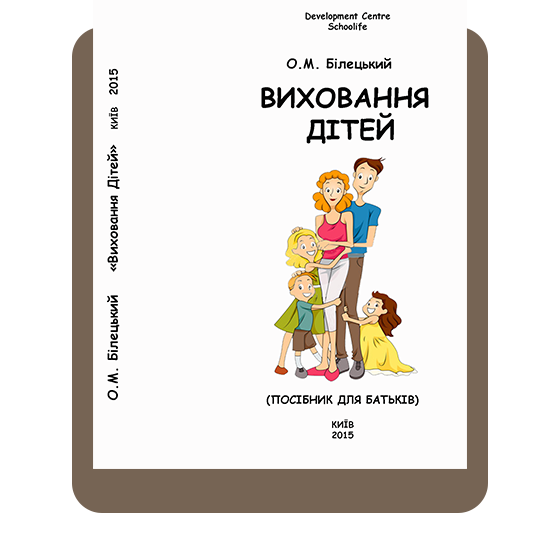 Development Centre
Schoolife
О.М. Білецький
ВИХОВАННЯ
ДІТЕЙ
(ПОСІБНИК ДЛЯ БАТЬКІВ)
КИЇВ
2015
О.М. Білецький «Виховання Дітей» КИЇВ 2015